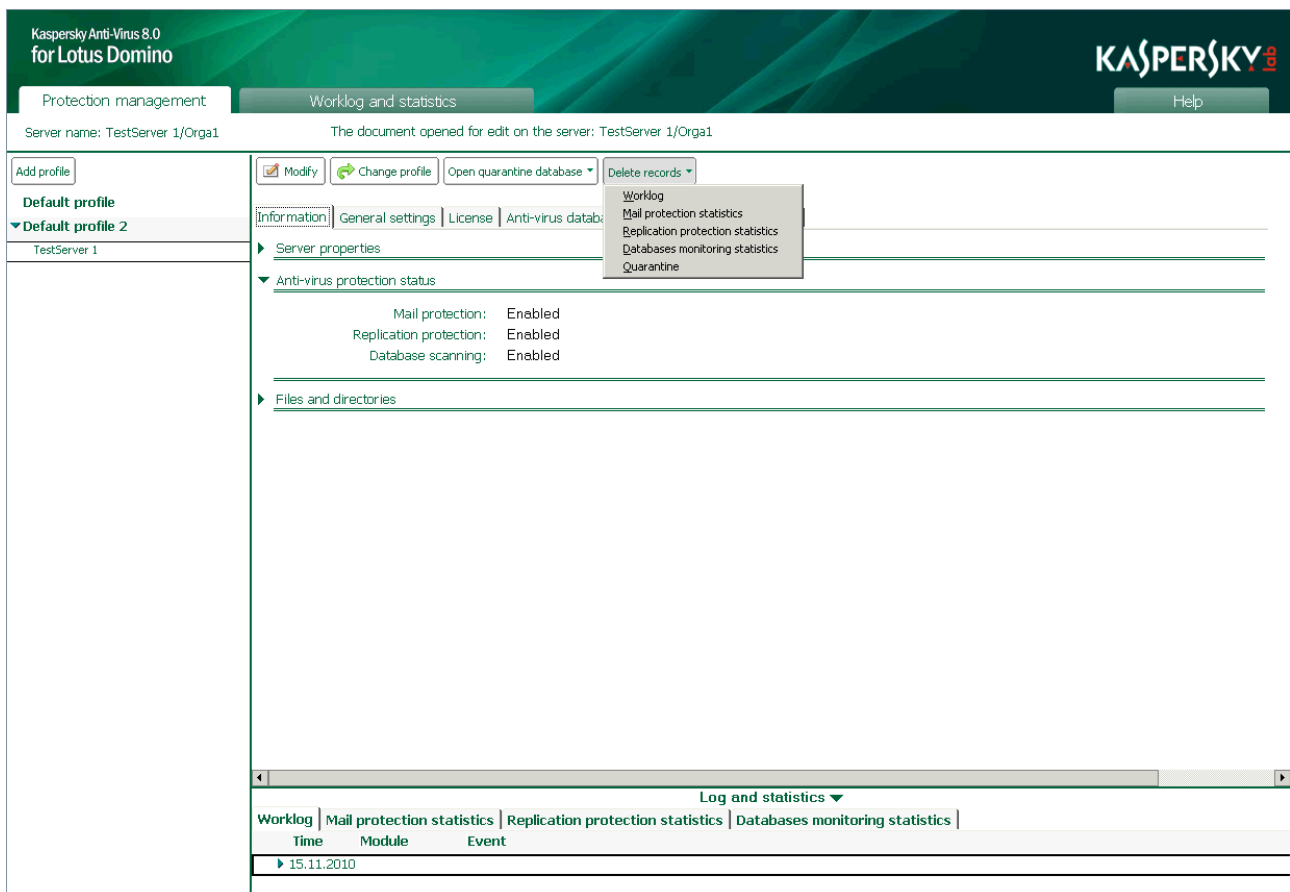 Kaspersky Anti-Virus 8.0
for Lotus Domino
KASPERSKY lab
Protection management
Worklog and statistics
Help
Server name: TestServer 1/Orga1
The document opened for edit on the server: TestServer 1/Orga1
Add profile
Default profile
Default profile 2
TestServer 1
Modify
Change profile
Open quarantine database
Delete records
Worklog
Mail protection statistics
Replication protection statistics
Databases monitoring statistics
Quarantine
Information
General settings
License
Anti-virus
Server properties
Anti-virus protection status
Mail protection: Enabled
Replication protection: Enabled
Database scanning: Enabled
Files and directories
Log and statistics
Worklog
Mail protection statistics
Replication protection statistics
Databases monitoring statistics
Time Module Event
15.11.2010